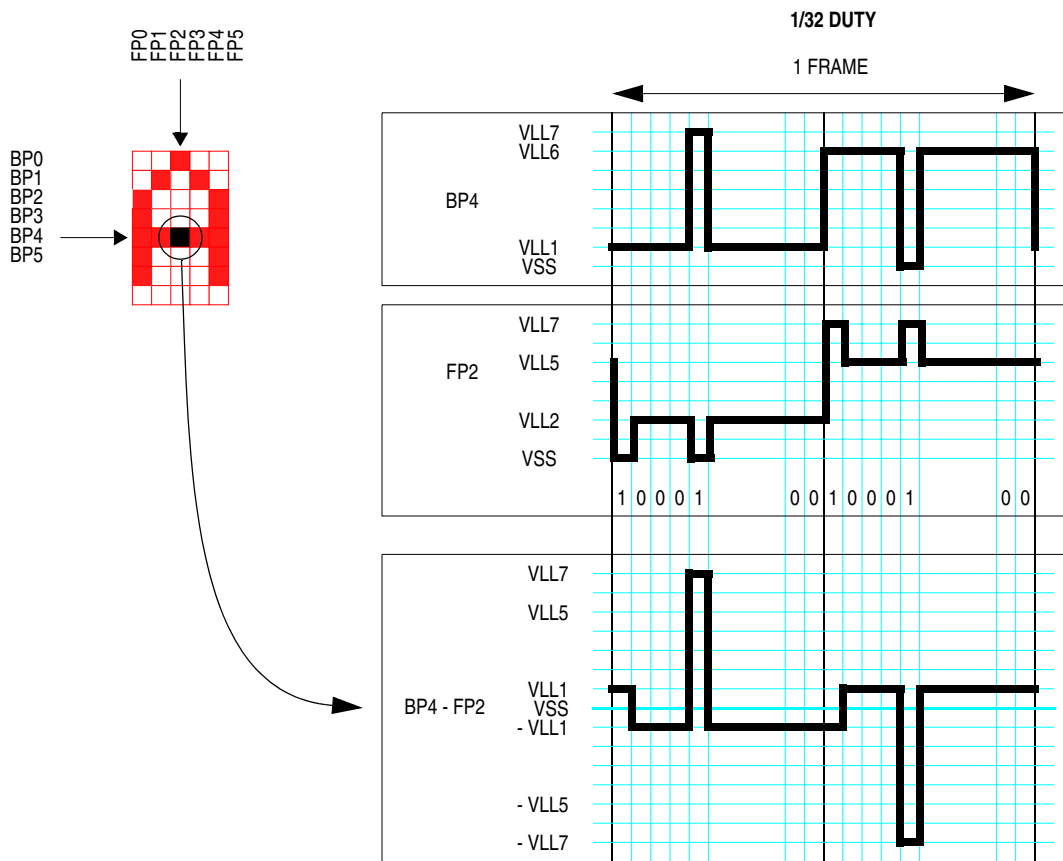 1/32 DUTY
1 FRAME
FP0
FP1
FP2
FP3
FP4
FP5
BP0
BP1
BP2
BP3
BP4
BP5
BP4
VLL7
VLL6
VLL1
VSS
FP2
VLL7
VLL5
VLL2
VSS
1 0 0 0 1 0 0 1 0 0 0 1 0 0
BP4 - FP2
VLL7
VLL5
VLL1
VSS
- VLL1
- VLL5
- VLL7